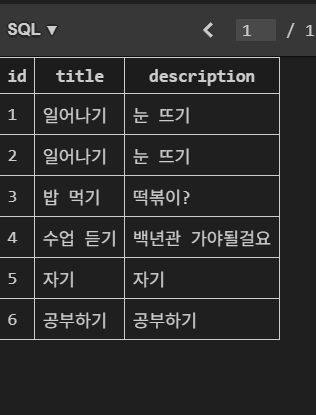 SQL ▼ < 1 / 1
id title description
1 일어나기 눈 뜨기
2 일어나기 눈 뜨기
3 밥 먹기 떡볶이?
4 수업 듣기 백년관 가야될걸요
5 자기 자기
6 공부하기 공부하기